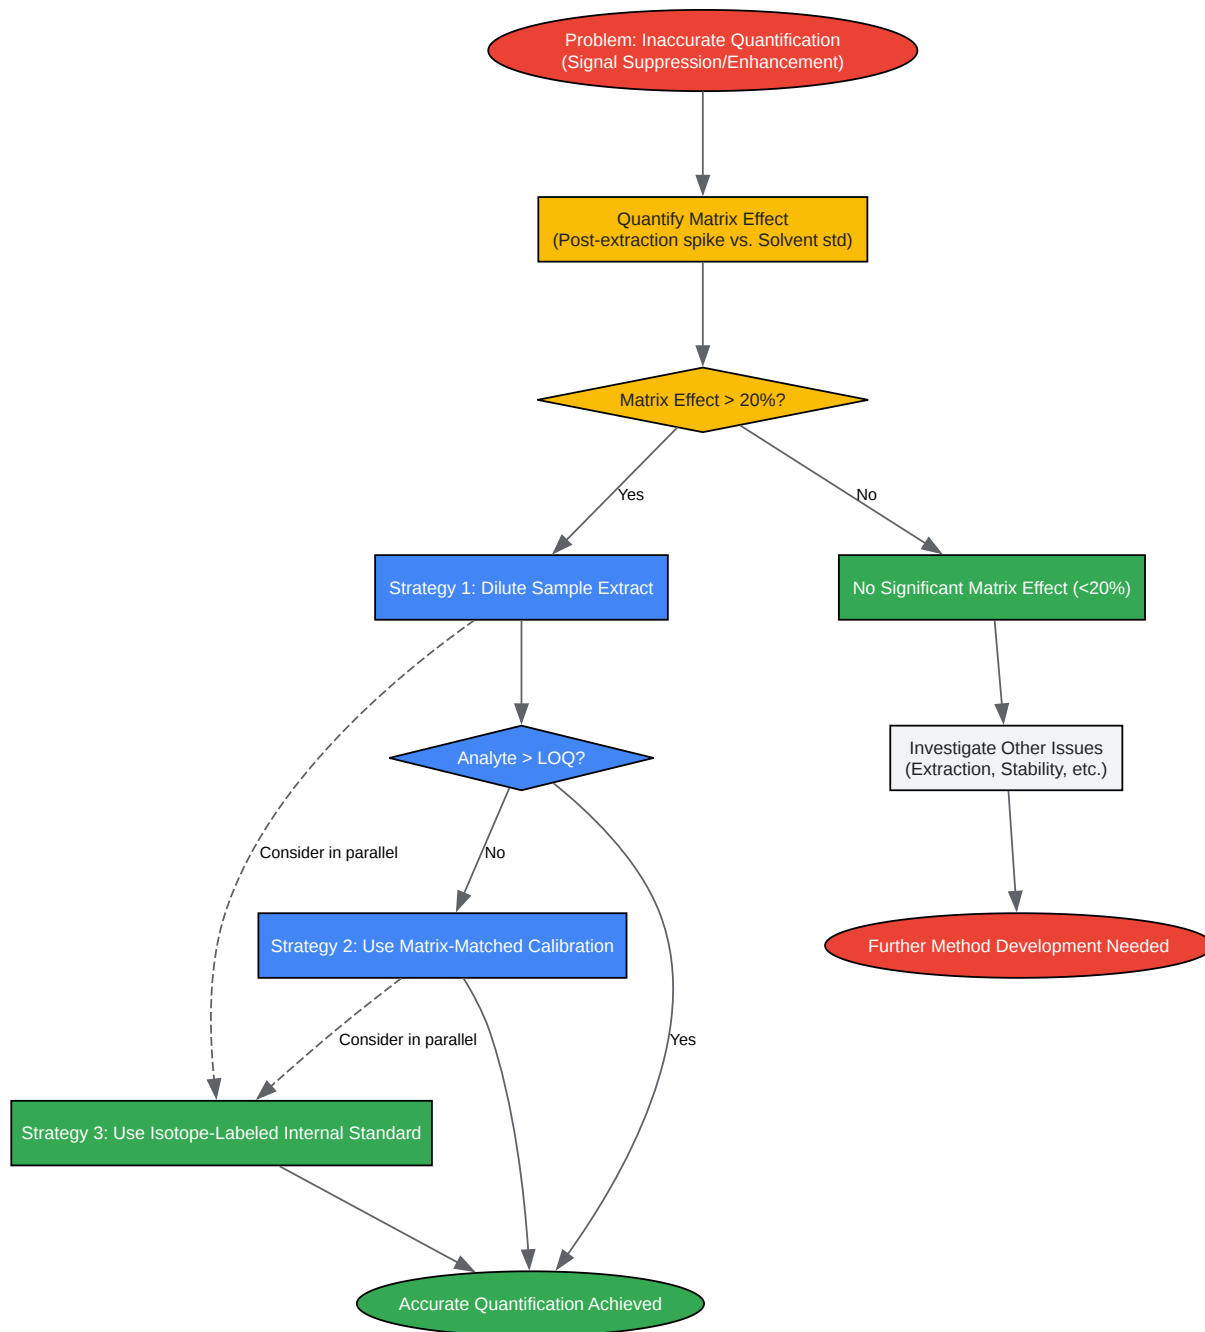 Problem: Inaccurate Quantification
(Signal Suppression/Enhancement)
Quantify Matrix Effect
(Post-extraction spike vs. Solvent std)
Matrix Effect > 20%?
Yes
No
Strategy 1: Dilute Sample Extract
No Significant Matrix Effect (<20%)
Analyte > LOQ?
Investigate Other Issues
(Extraction, Stability, etc.)
Consider in parallel
No
Strategy 2: Use Matrix-Matched Calibration
Further Method Development Needed
Consider in parallel
Yes
Strategy 3: Use Isotope-Labeled Internal Standard
Accurate Quantification Achieved